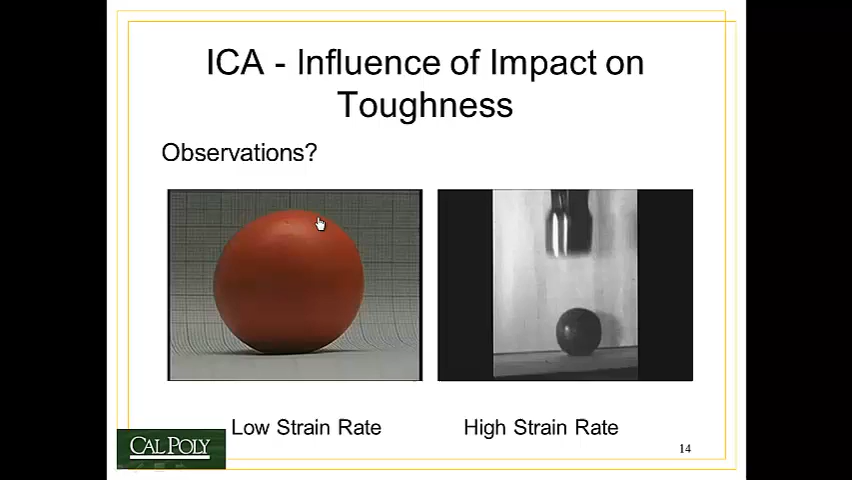 ICA - Influence of Impact on
Toughness
Observations?
Low Strain Rate
High Strain Rate
CAL POLY
14